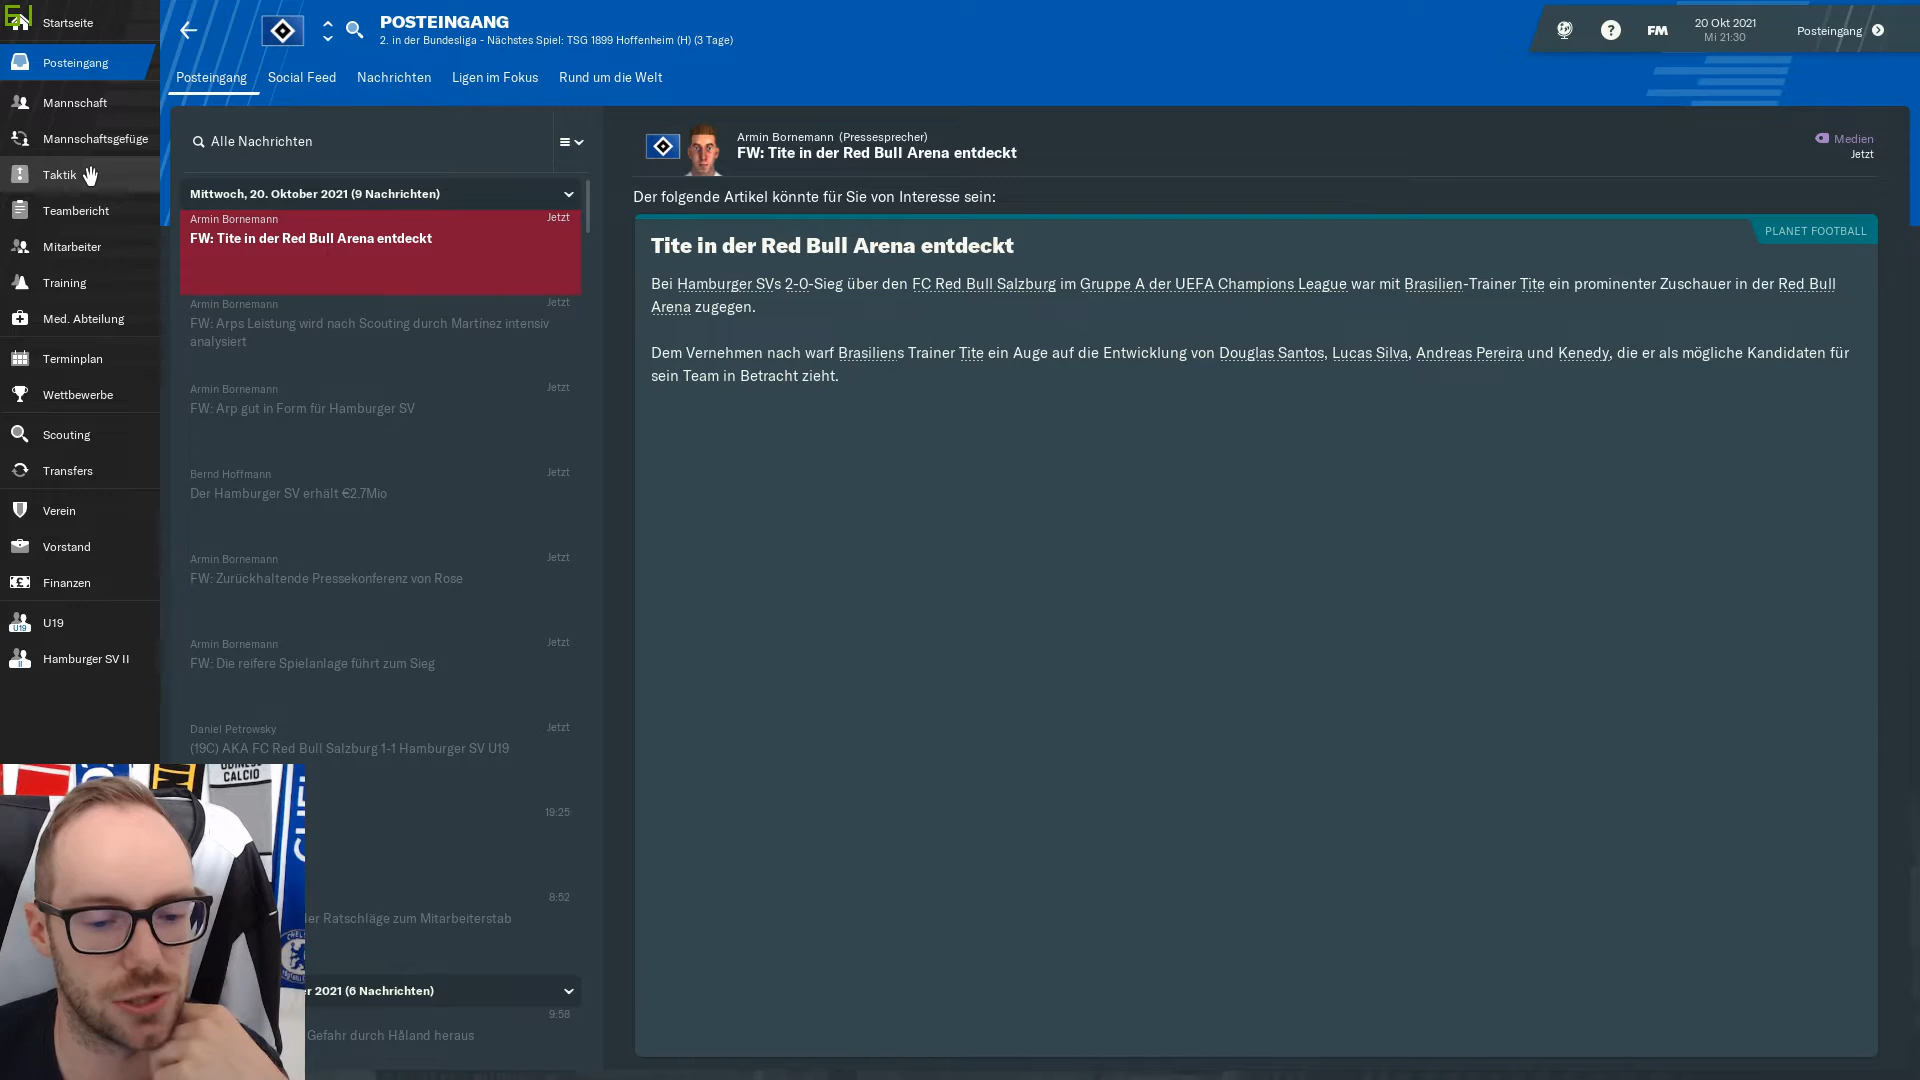 Startseite
Posteingang
Mannschaft
Mannschaftsgefüge
Taktik
Teambericht
Mitarbeiter
Training
Med. Abteilung
Terminplan
Wettbewerbe
Scouting
Transfers
Verein
Vorstand
Finanzen
U19
U19
II
Hamburger SV II
POSTEINGANG
2. in der Bundesliga - Nächstes Spiel: TSG 1899 Hoffenheim (H) (3 Tage)
?
FM
20 Okt 2021
Mi 21:30
Posteingang
Posteingang
Social Feed
Nachrichten
Ligen im Fokus
Rund um die Welt
Alle Nachrichten
Mittwoch, 20. Oktober 2021 (9 Nachrichten)
Armin Bornemann Jetzt
FW: Tite in der Red Bull Arena entdeckt
Armin Bornemann Jetzt
FW: Arps Leistung wird nach Scouting durch Martínez intensiv
analysiert
Armin Bornemann Jetzt
FW: Arp gut in Form für Hamburger SV
Bernd Hoffmann Jetzt
Der Hamburger SV erhält €2.7Mio
Armin Bornemann Jetzt
FW: Zurückhaltende Pressekonferenz von Rose
Armin Bornemann Jetzt
FW: Die reifere Spielanlage führt zum Sieg
Daniel Petrowsky Jetzt
(19C) AKA FC Red Bull Salzburg 1-1 Hamburger SV U19
19:25
8:52
Ratschläge zum Mitarbeiterstab
2021 (6 Nachrichten)
9:58
Gefahr durch Håland heraus
Armin Bornemann (Pressesprecher)
FW: Tite in der Red Bull Arena entdeckt
Medien
Jetzt
Der folgende Artikel könnte für Sie von Interesse sein:
PLANET FOOTBALL
Tite in der Red Bull Arena entdeckt
Bei Hamburger SVs 2-0-Sieg über den FC Red Bull Salzburg im Gruppe A der UEFA Champions League war mit Brasilien-Trainer Tite ein prominenter Zuschauer in der Red Bull
Arena zugegen.
Dem Vernehmen nach warf Brasiliens Trainer Tite ein Auge auf die Entwicklung von Douglas Santos, Lucas Silva, Andreas Pereira und Kenedy, die er als mögliche Kandidaten für
sein Team in Betracht zieht.
CALCIO